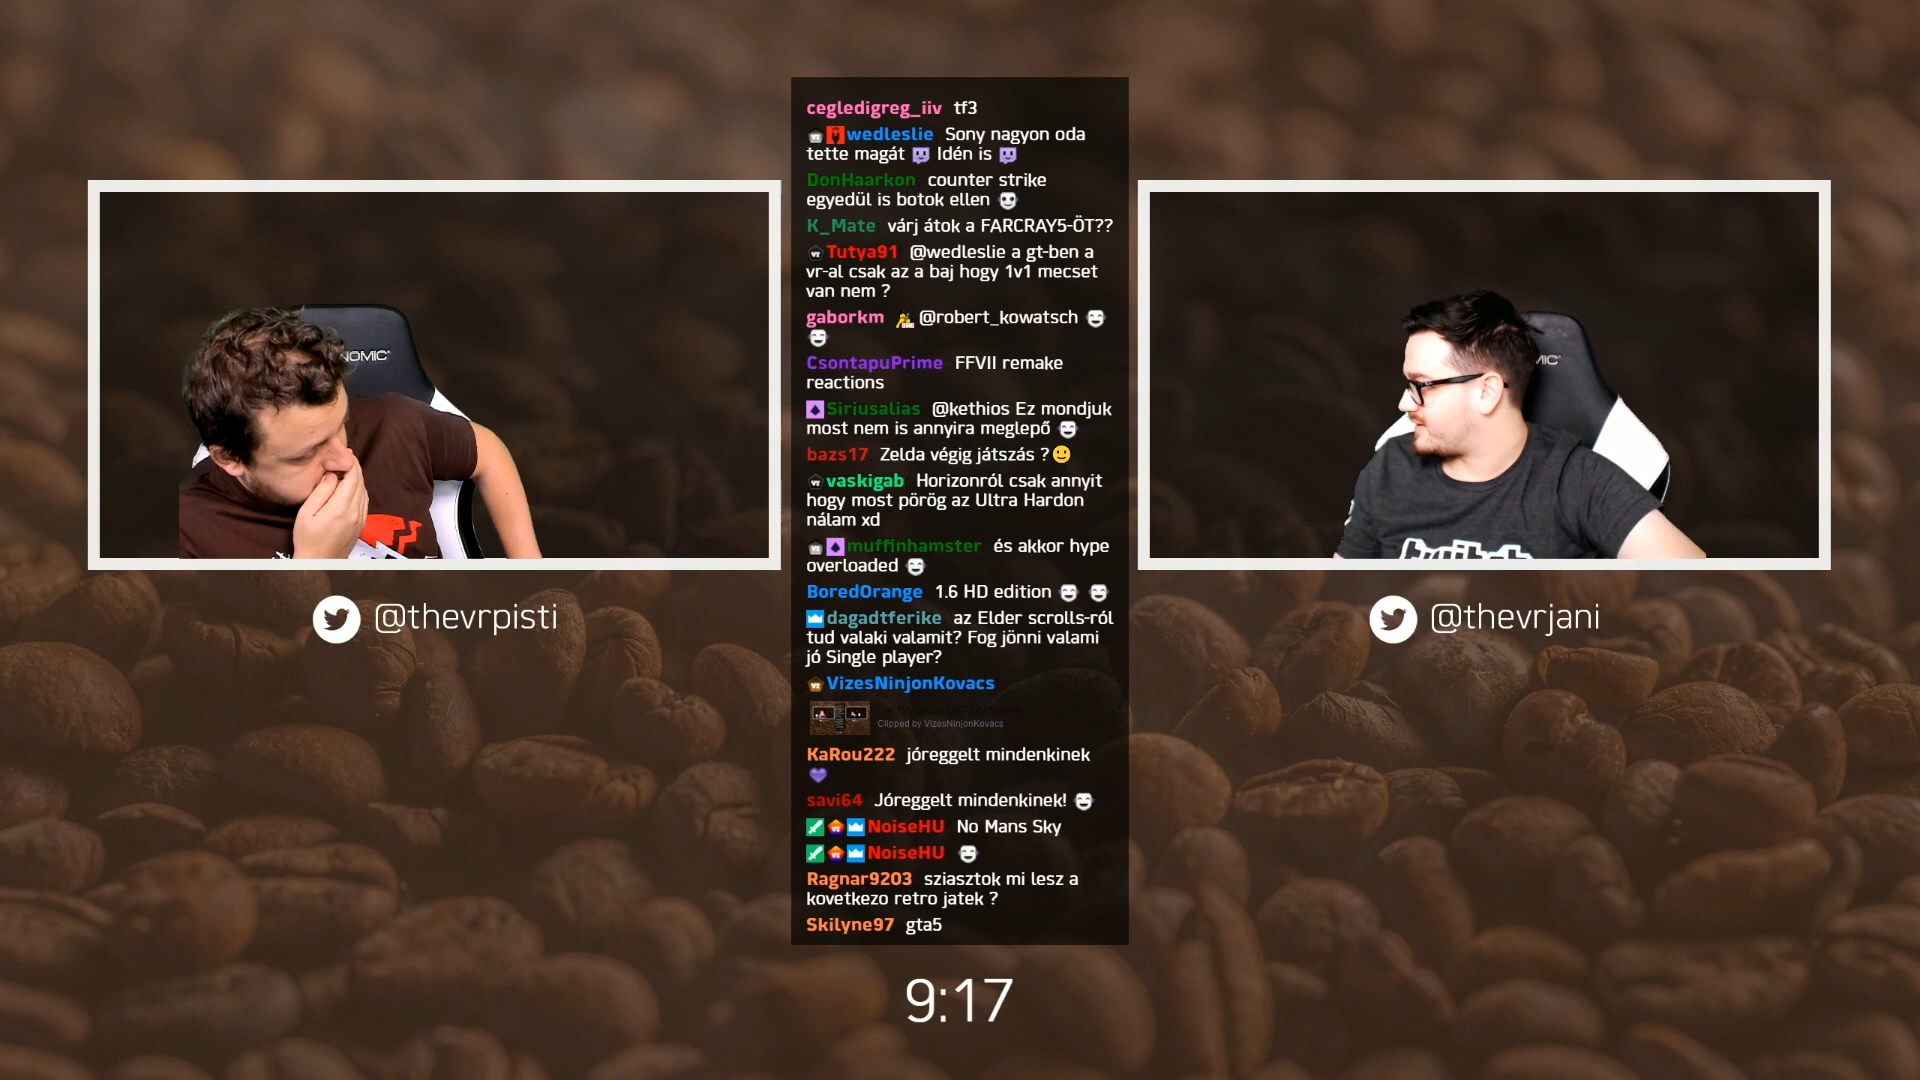 cegledigreg_iiv tf3
wedleslie Sony nagyon oda
tette magát Idén is
DonHaarkon counter strike
egyedül is botok ellen
K_Mate várj átok a FARCRAY5-ÖT??
Tutya91 @wedleslie a gt-ben a
vr-al csak az a baj hogy 1v1 mecset
van nem ?
gaborkm @robert_kowatsch
CsontapuPrime FFVII remake
reactions
Siriusalias @kethios Ez mondjuk
most nem is annyira meglepő
bazs17 Zelda végig játszás ?
vaskigab Horizonról csak annyit
hogy most pörög az Ultra Hardon
nálam xd
muffinhamster és akkor hype
overloaded
BoredOrange 1.6 HD edition
dagadtferike az Elder scrolls-ról
tud valaki valamit? Fog jönni valami
jó Single player?
VizesNinjonKovacs
Clipped by VizesNinjonKovacs
KaRou222 jóreggelt mindenkinek
savi64 Jóreggelt mindenkinek!
NoiseHU No Mans Sky
NoiseHU
Ragnar9203 sziasztok mi lesz a
kovetkezo retro jatek ?
Skilyne97 gta5
NOMIC
@thevrpisti
MIC
twitch
@thevrjani
9:17